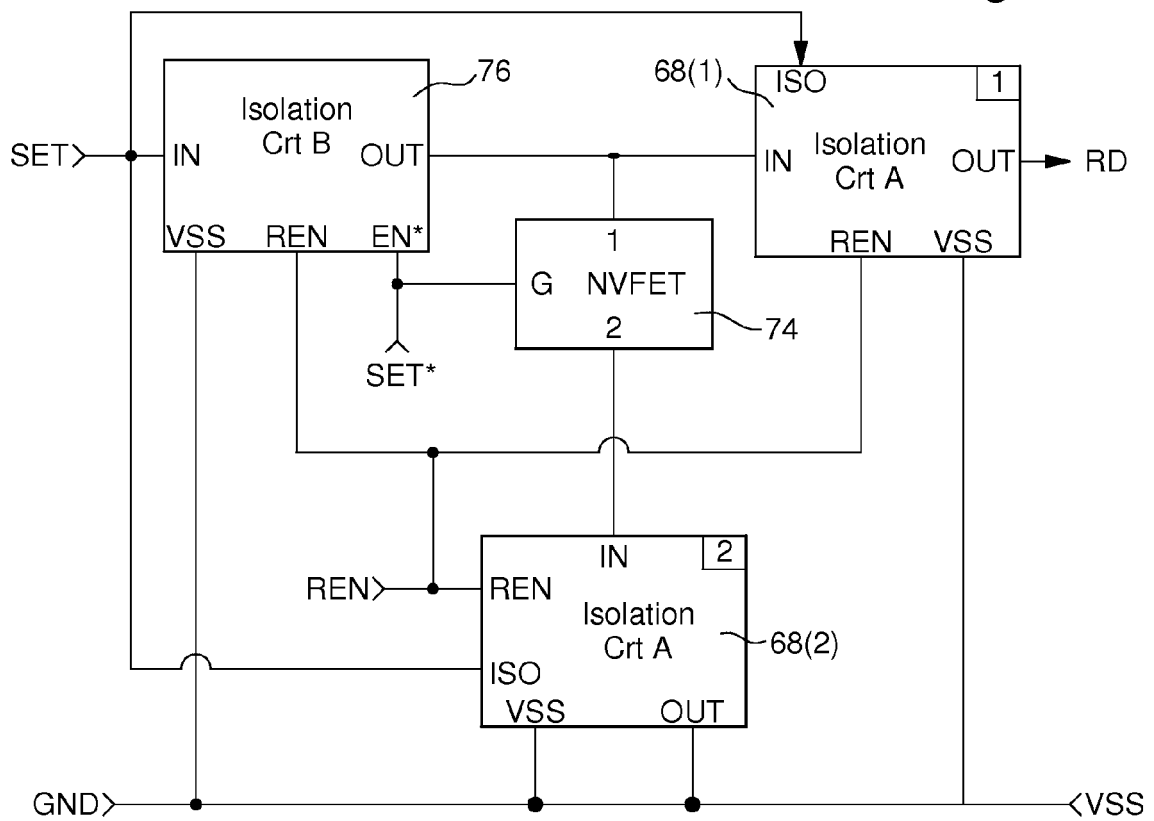 76
68(1)
ISO
1
Isolation
Crt B
SET
IN
OUT
IN
Isolation
Crt A
OUT
RD
VSS
REN
EN*
REN
VSS
1
G
NVFET
2
74
SET*
IN
2
REN
REN
Isolation
Crt A
68(2)
ISO
VSS
OUT
GND
VSS